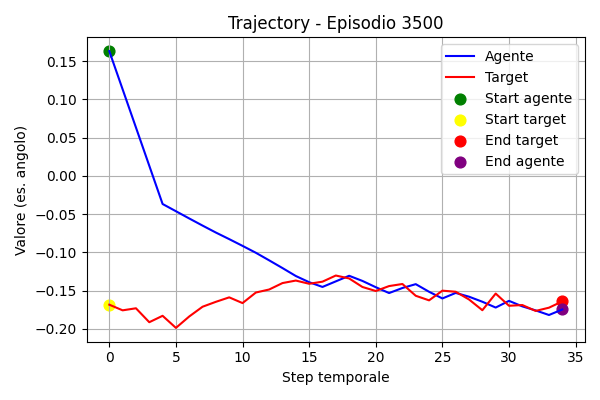 Trajectory - Episodio 3500
Valore (es. angolo)
0.15
0.10
0.05
0.00
−0.05
−0.10
−0.15
−0.20
Agente
Target
Start agente
Start target
End target
End agente
0 5 10 15 20 25 30 35
Step temporale